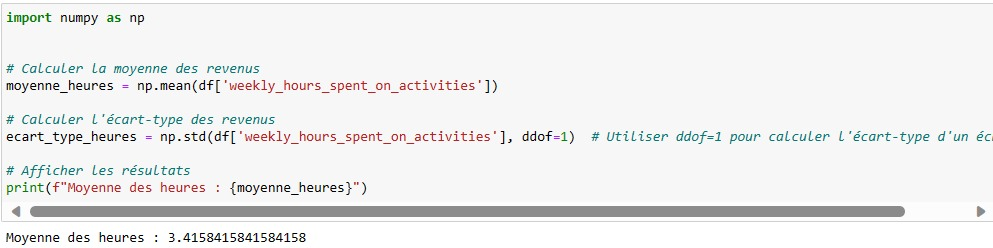 import numpy as np
# Calculer la moyenne des revenus
moyenne_heures = np.mean(df['weekly_hours_spent_on_activities'])
# Calculer l'écart-type des revenus
ecart_type_heures = np.std(df['weekly_hours_spent_on_activities'], ddof=1)  # Utiliser ddof=1 pour calculer l'écart-type d'un
# Afficher les résultats
print(f"Moyenne des heures : {moyenne_heures}")
Moyenne des heures : 3.4158415841584158